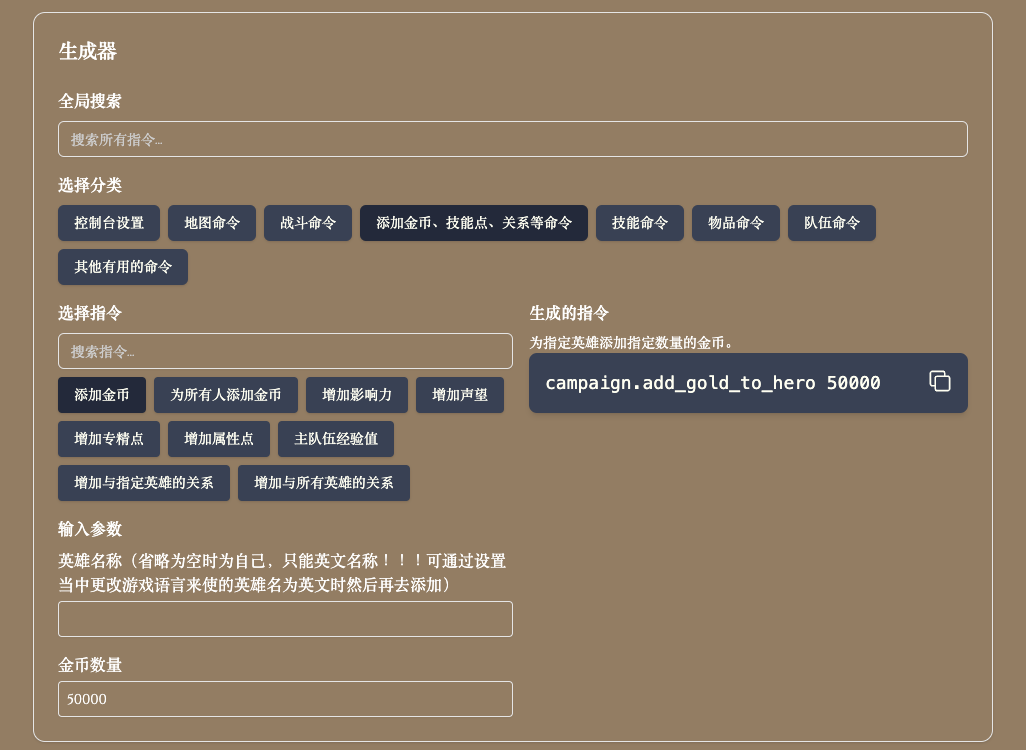 生成器
全局搜索
搜索所有指令...
选择分类
控制台设置 地图命令 战斗命令 添加金币、技能点、关系等命令 技能命令 物品命令 队伍命令
其他有用的命令
选择指令
搜索指令...
添加金币 为所有人添加金币 增加影响力 增加声望
增加专精点 增加属性点 主队伍经验值
增加与指定英雄的关系 增加与所有英雄的关系
输入参数
英雄名称（省略为空时为自己，只能英文名称！！！可通过设置
当中更改游戏语言来使的英雄名为英文时然后再去添加）
金币数量
50000
生成的指令
为指定英雄添加指定数量的金币。
campaign.add_gold_to_hero 50000